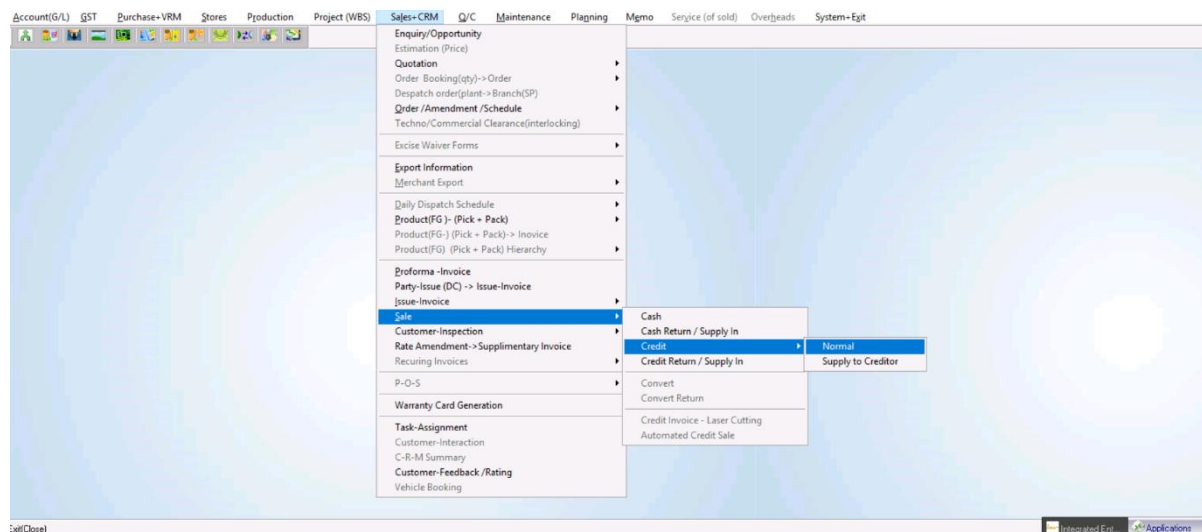 Account(G/L) GST Purchase+VRM Stores Production Project (WBS) Sales+CRM Q/C Maintenance Planning Memo Service (of sold) Overheads System+Exit
Enquiry/Opportunity
Estimation (Price)
Quotation
Order Booking(qty)->Order
Despatch order(plant->Branch(SP)
Order /Amendment /Schedule
Techno/Commercial Clearance(interlocking)
Excise Waiver Forms
Export Information
Merchant Export
Daily Dispatch Schedule
Product(FG )- (Pick + Pack)
Product(FG-) (Pick + Pack)-> Inovice
Product(FG) (Pick + Pack) Hierarchy
Proforma -Invoice
Party-Issue (DC) -> Issue-Invoice
Issue-Invoice
Sale
Customer-Inspection
Rate Amendment->Supplimentary Invoice
Recuring Invoices
P-O-S
Warranty Card Generation
Task-Assignment
Customer-Interaction
C-R-M Summary
Customer-Feedback /Rating
Vehicle Booking
Cash
Cash Return / Supply In
Credit
Credit Return / Supply In
Convert
Convert Return
Credit Invoice - Laser Cutting
Automated Credit Sale
Normal
Supply to Creditor
Exit(Close)
Integrated Ent... Applications